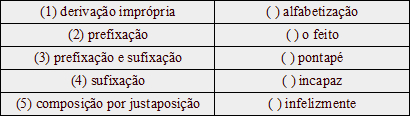 (1) derivação imprópria ( ) alfabetização
(2) prefixação ( ) o feito
(3) prefixação e sufixação ( ) pontapé
(4) sufixação ( ) incapaz
(5) composição por justaposição ( ) infelizmente